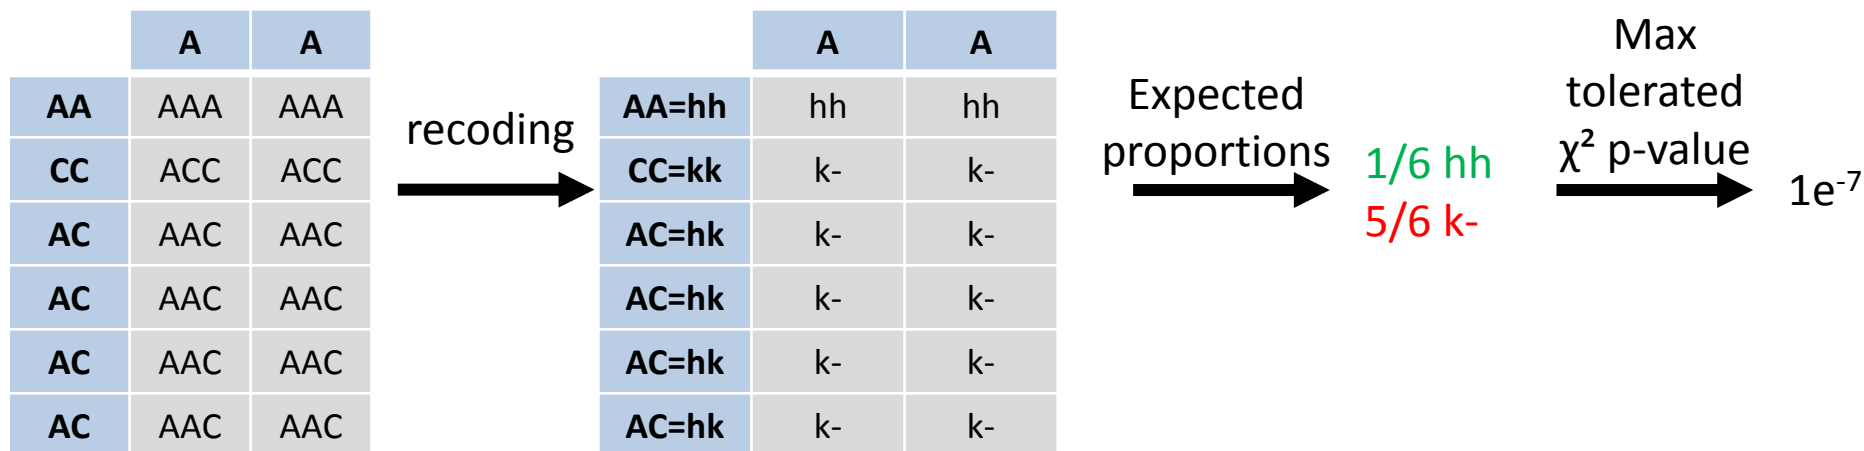 A A
AA AAA AAA
CC ACC ACC
AC AAC AAC
AC AAC AAC
AC AAC AAC
AC AAC AAC
recoding
A A
AA=hh hh hh
CC=kk k- k-
AC=hk k- k-
AC=hk k- k-
AC=hk k- k-
AC=hk k- k-
Expected
proportions
1/6 hh
5/6 k-
Max
tolerated
χ² p-value
1e⁻⁷